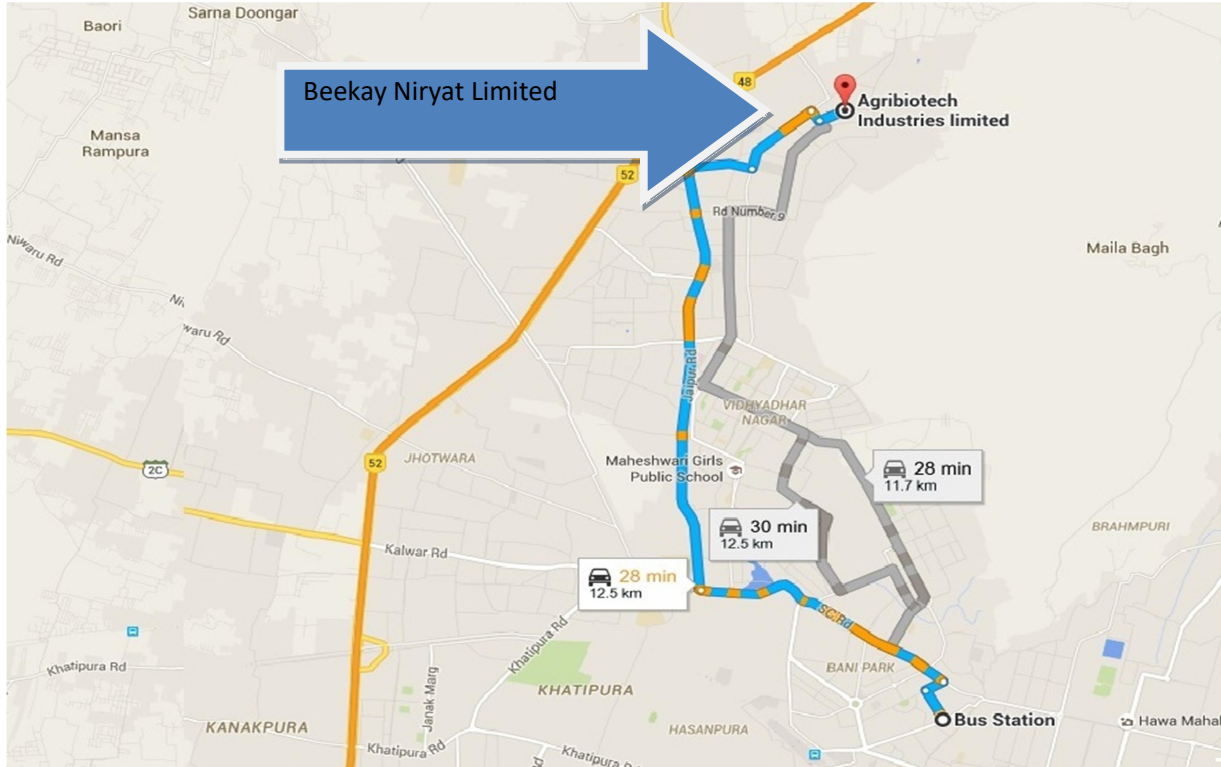 Sarna Doongar
Baori
48
Beekay Niryat Limited
Agribiotech
Industries limited
Mansa
Rampura
52
Rd Number 9
Niwaru Rd
Maila Bagh
Niwaru Rd
Jaipur Rd
VIDHYADHAR
NAGAR
2C
52
JHOTWARA
Maheshwari Girls
Public School
28 min
11.7 km
30 min
12.5 km
BRAHMPURI
Kalwar Rd
28 min
12.5 km
SC Rd
Khatipura Rd
Khatipura Rd
BANI PARK
Janak Marg
KHATIPURA
Bus Station
Hawa Mahal
KANAKPURA
HASANPURA
Khatipura Rd
Khatipura Rd